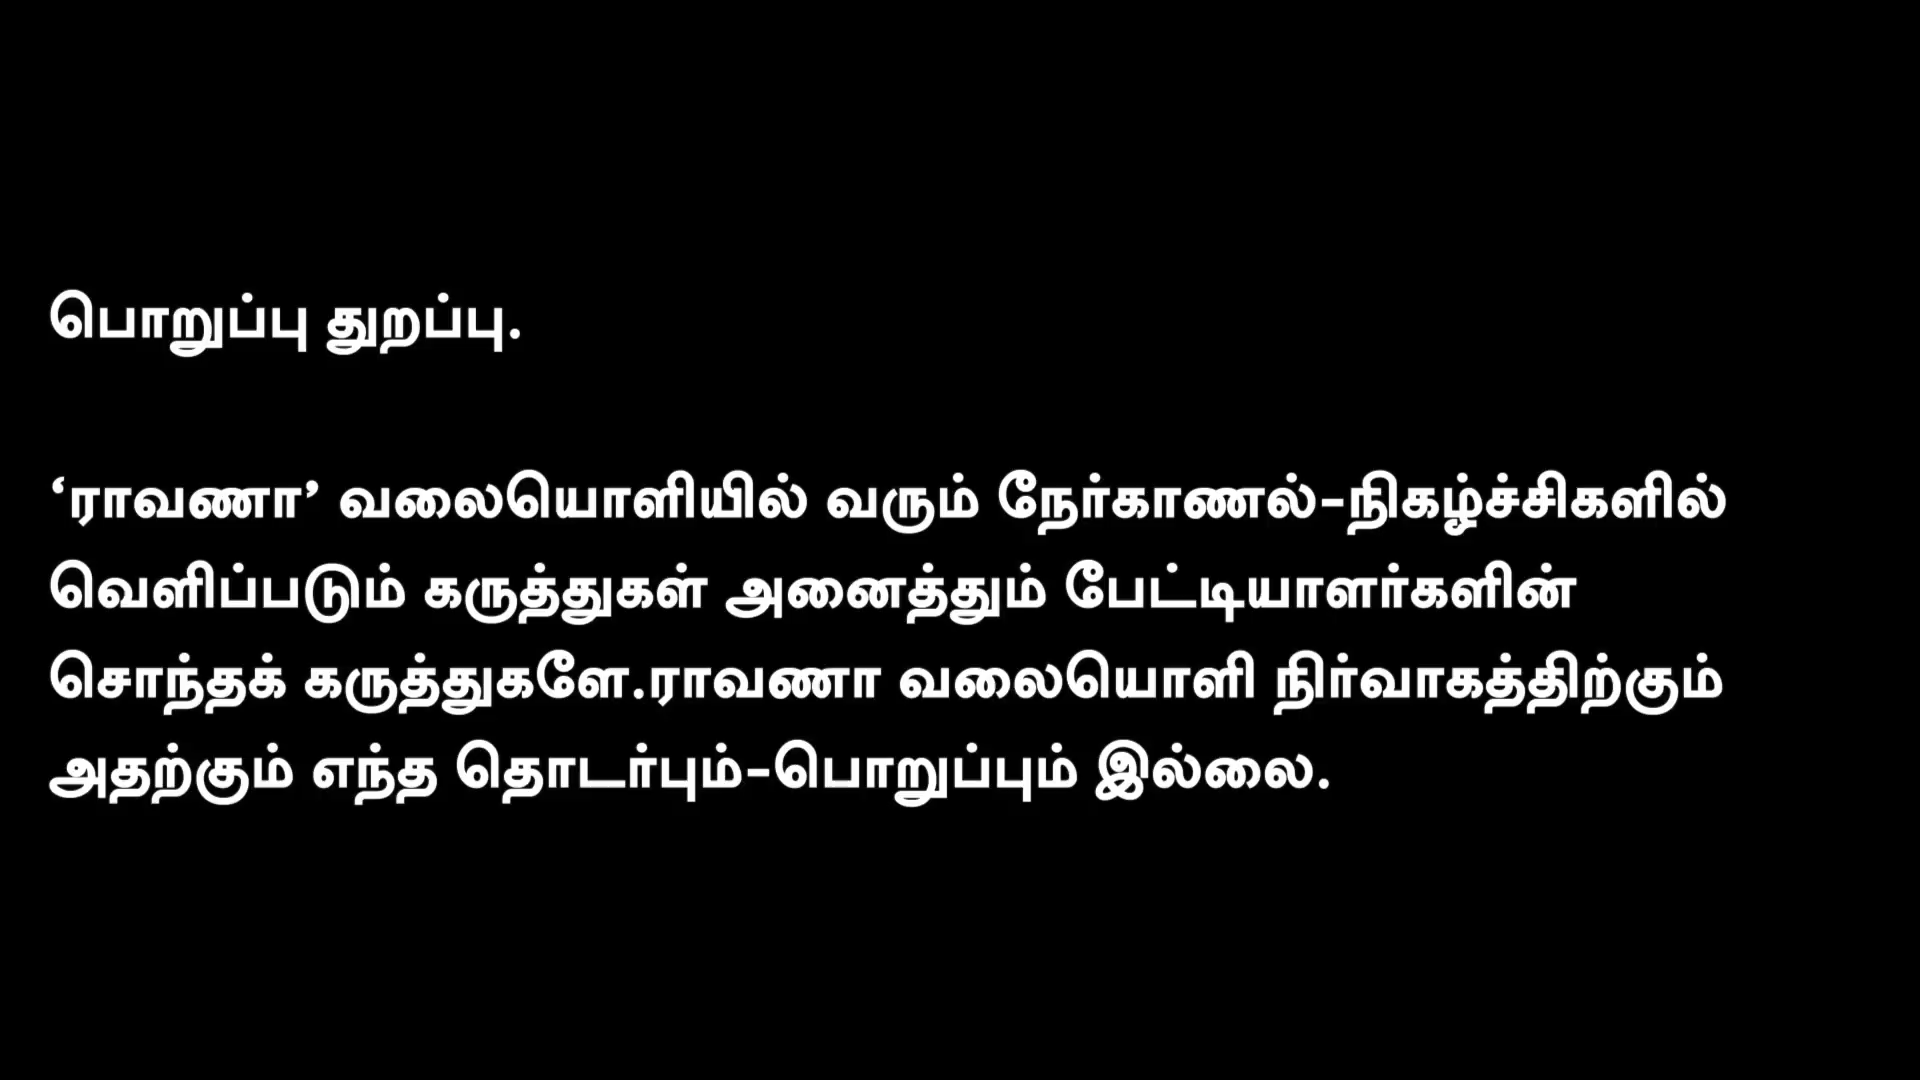 பொறுப்பு துறப்பு.
‘ராவணா’ வலையொளியில் வரும் நேர்காணல்-நிகழ்ச்சிகளில்
வெளிப்படும் கருத்துகள் அனைத்தும் பேட்டியாளர்களின்
சொந்தக் கருத்துகளே.ராவணா வலையொளி நிர்வாகத்திற்கும்
அதற்கும் எந்த தொடர்பும்-பொறுப்பும் இல்லை.